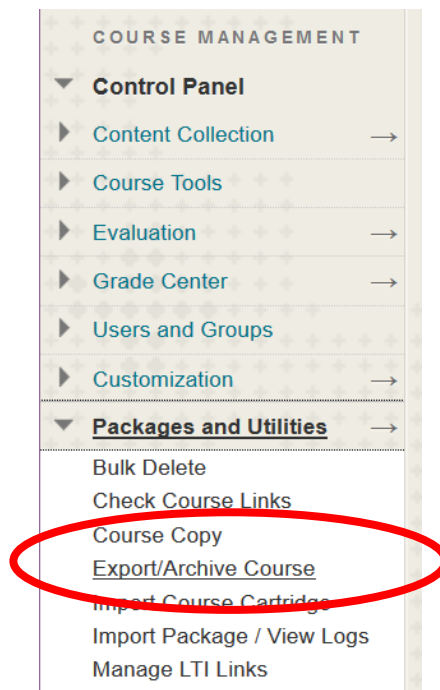 COURSE MANAGEMENT
Control Panel
Content Collection
Course Tools
Evaluation
Grade Center
Users and Groups
Customization
Packages and Utilities
Bulk Delete
Check Course Links
Course Copy
Export/Archive Course
Import Course Cartridge
Import Package / View Logs
Manage LTI Links